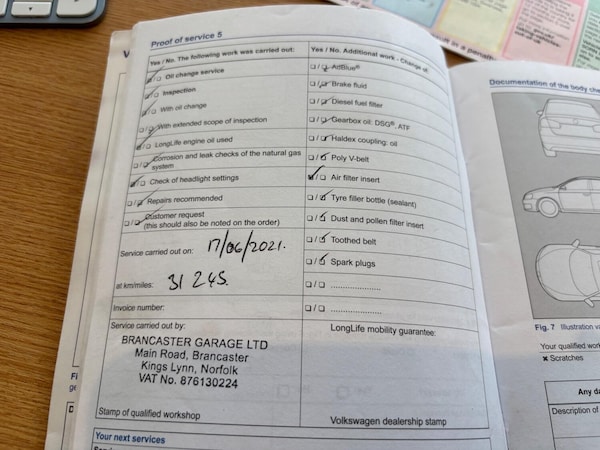 Proof of service 5
Yes / No. The following work was carried out:
☑/☐ Oil change service
☑/☐ Inspection
☑/☐ With oil change
☐/☑ With extended scope of inspection
☑/☐ LongLife engine oil used
☐/☑ Corrosion and leak checks of the natural gas
system
☑/☐ Check of headlight settings
☐/☑ Repairs recommended
☐/☑ Customer request
(this should also be noted on the order)
Service carried out on: 17/06/2021.
at km/miles: 31 245.
Invoice number:
Service carried out by:
BRANCASTER GARAGE LTD
Main Road, Brancaster
Kings Lynn, Norfolk
VAT No. 876130224
Stamp of qualified workshop
Yes / No. Additional work - Change of:
☐/☑ AdBlue®
☐/☑ Brake fluid
☐/☑ Diesel fuel filter
☐/☑ Gearbox oil: DSG®, ATF
☐/☑ Haldex coupling: oil
☐/☑ Poly V-belt
☑/☐ Air filter insert
☐/☑ Tyre filler bottle (sealant)
☐/☑ Dust and pollen filter insert
☐/☑ Toothed belt
☐/☑ Spark plugs
☐/☐ ....................
☐/☐ ....................
LongLife mobility guarantee:
Volkswagen dealership stamp
Your next services
Documentation of the body che
Fig. 7 Illustration va
Your qualified work
✖ Scratches
Any da
Description of